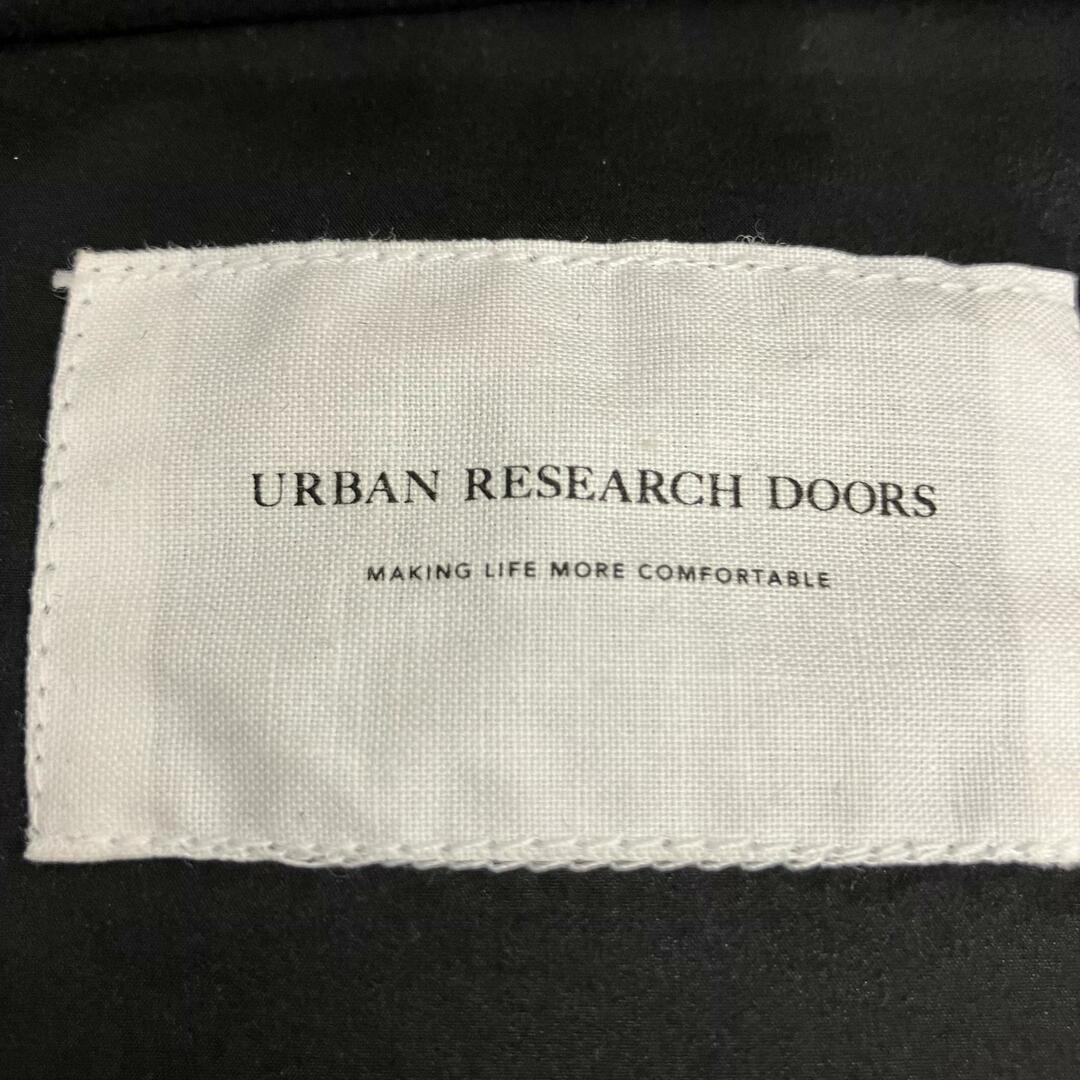 URBAN RESEARCH DOORS
MAKING LIFE MORE COMFORTABLE